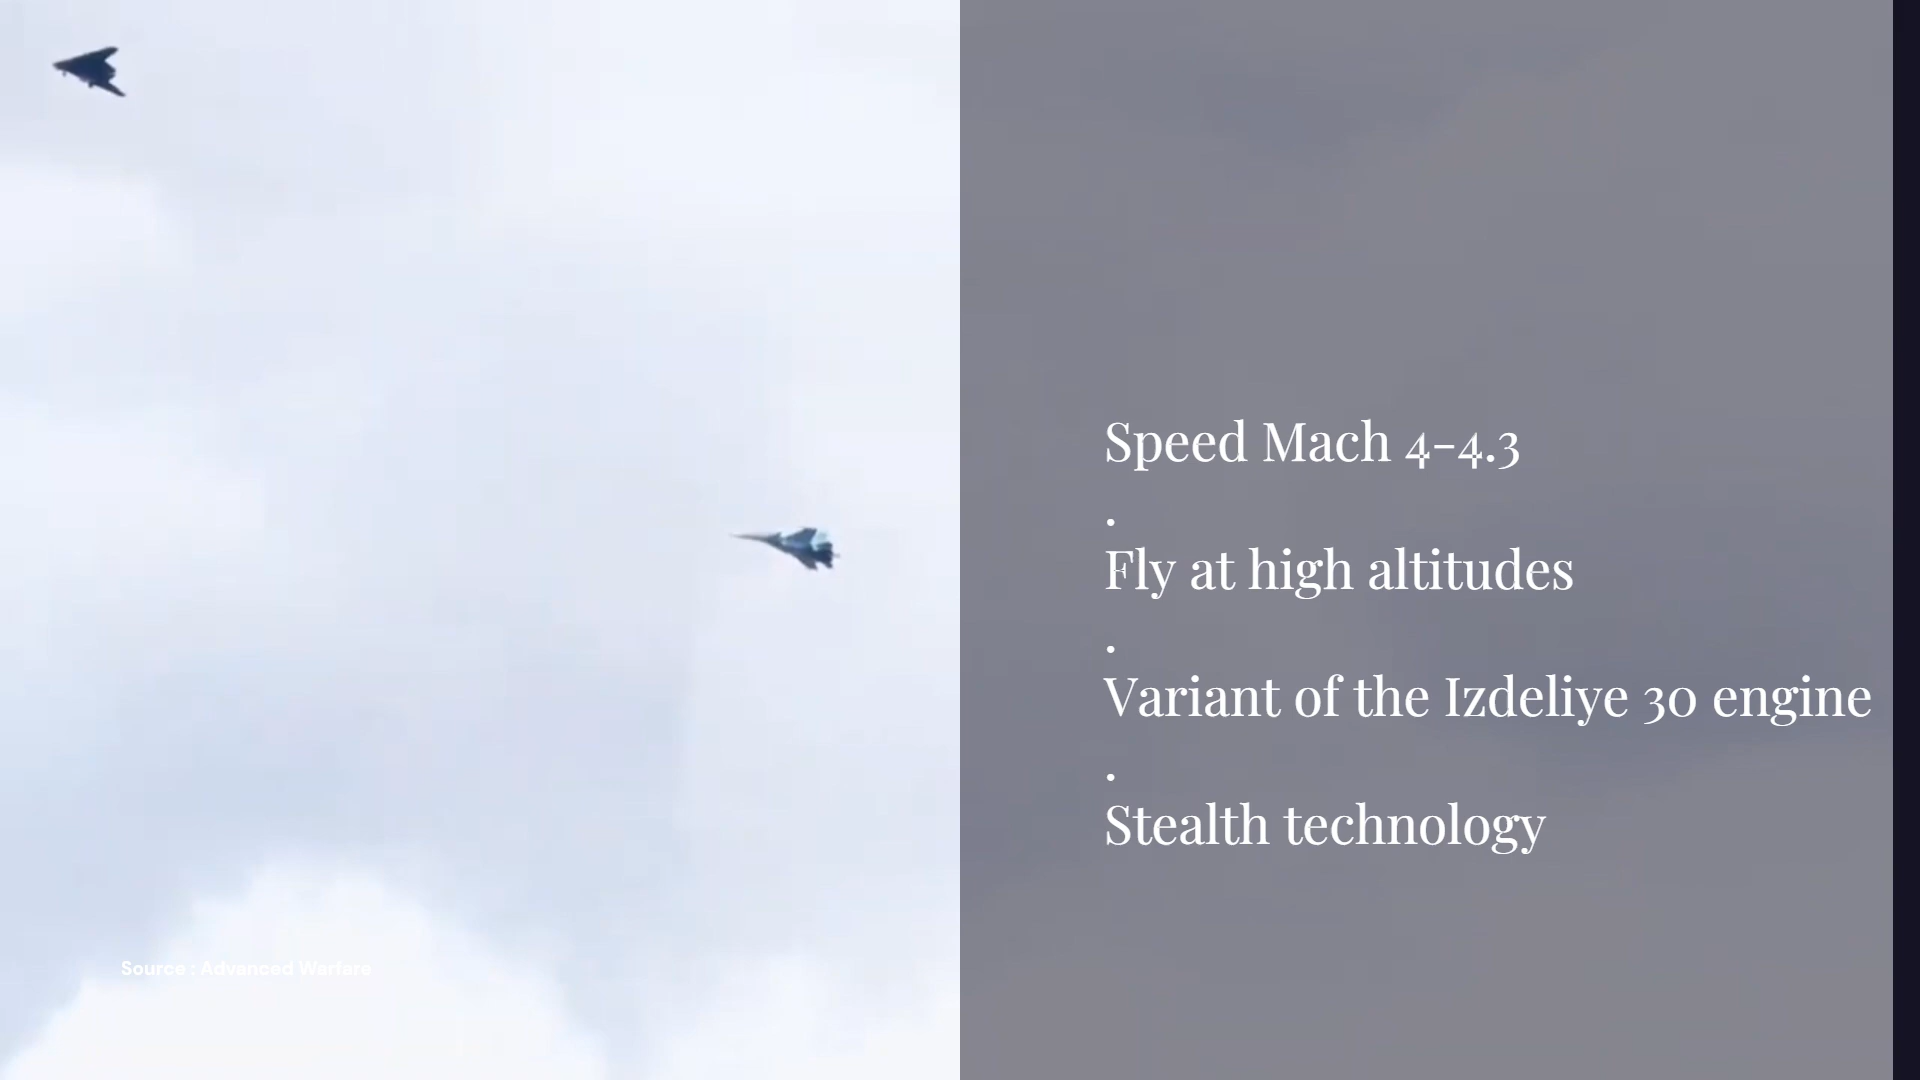 Speed Mach 4-4.3
.
Fly at high altitudes
.
Variant of the Izdeliye 30 engine
.
Stealth technology
Source : Advanced Warfare